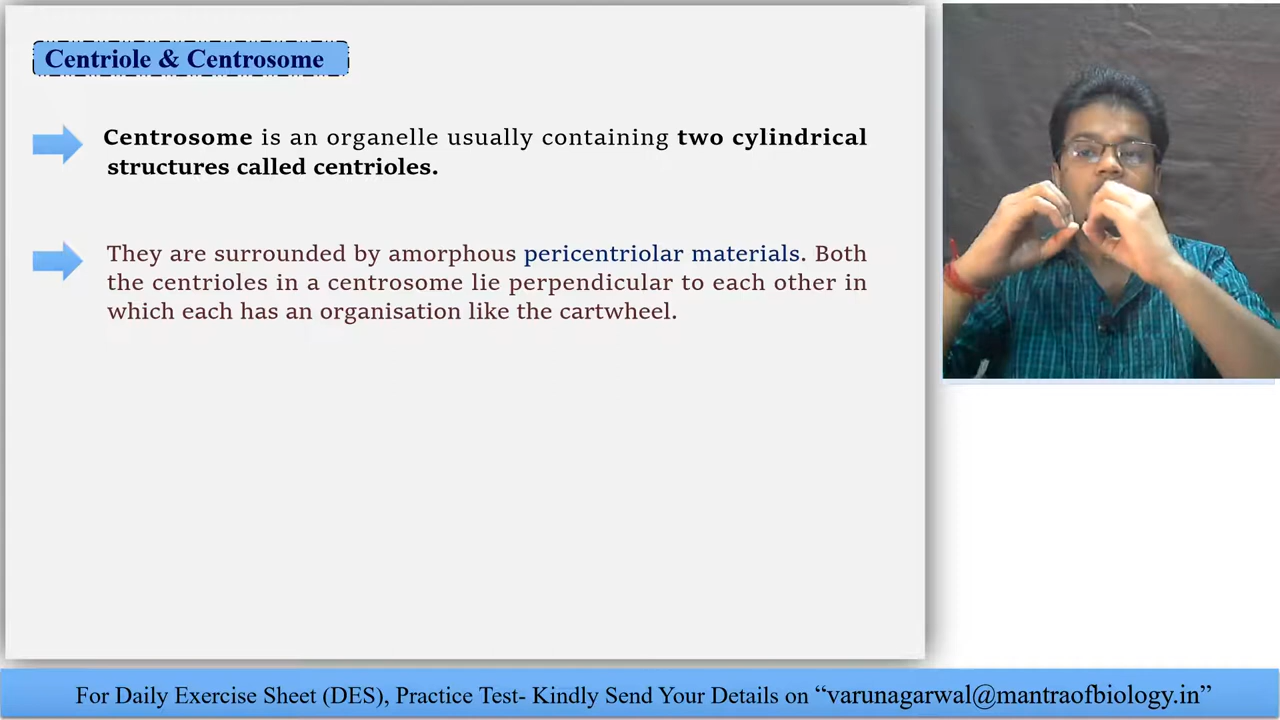 Centriole & Centrosome
Centrosome is an organelle usually containing two cylindrical
structures called centrioles.
They are surrounded by amorphous pericentriolar materials. Both
the centrioles in a centrosome lie perpendicular to each other in
which each has an organisation like the cartwheel.
For Daily Exercise Sheet (DES), Practice Test- Kindly Send Your Details on “varunagarwal@mantraofbiology.in”